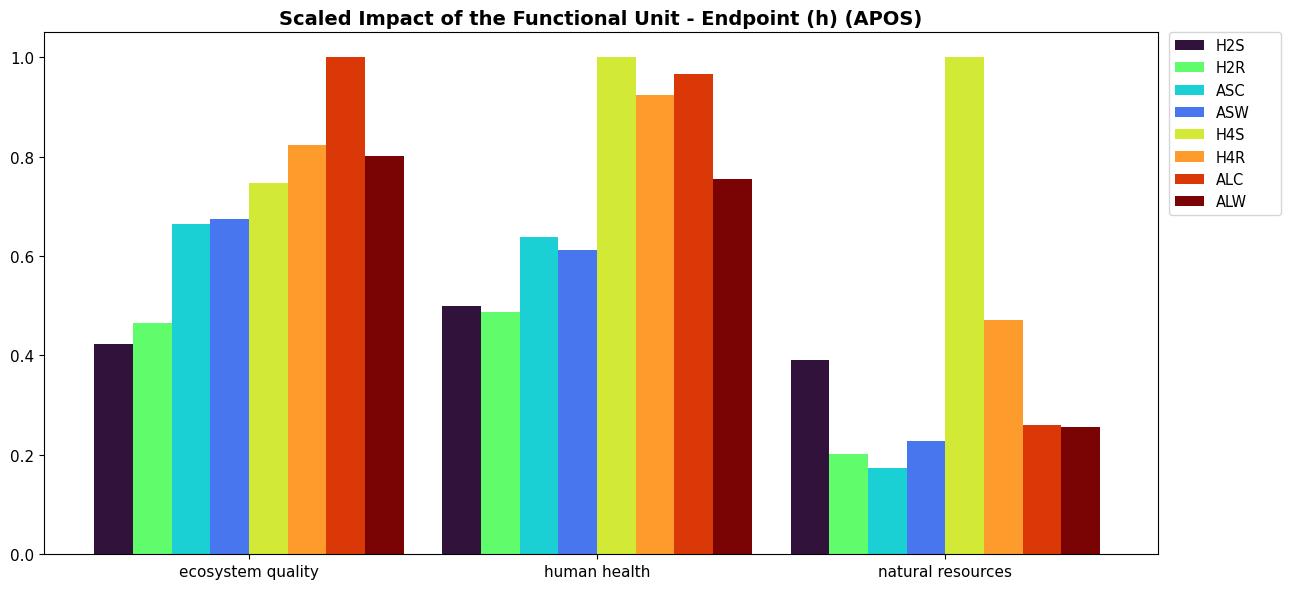 Scaled Impact of the Functional Unit - Endpoint (h) (APOS)
1.0
0.8
0.6
0.4
0.2
0.0
ecosystem quality
human health
natural resources
H2S
H2R
ASC
ASW
H4S
H4R
ALC
ALW